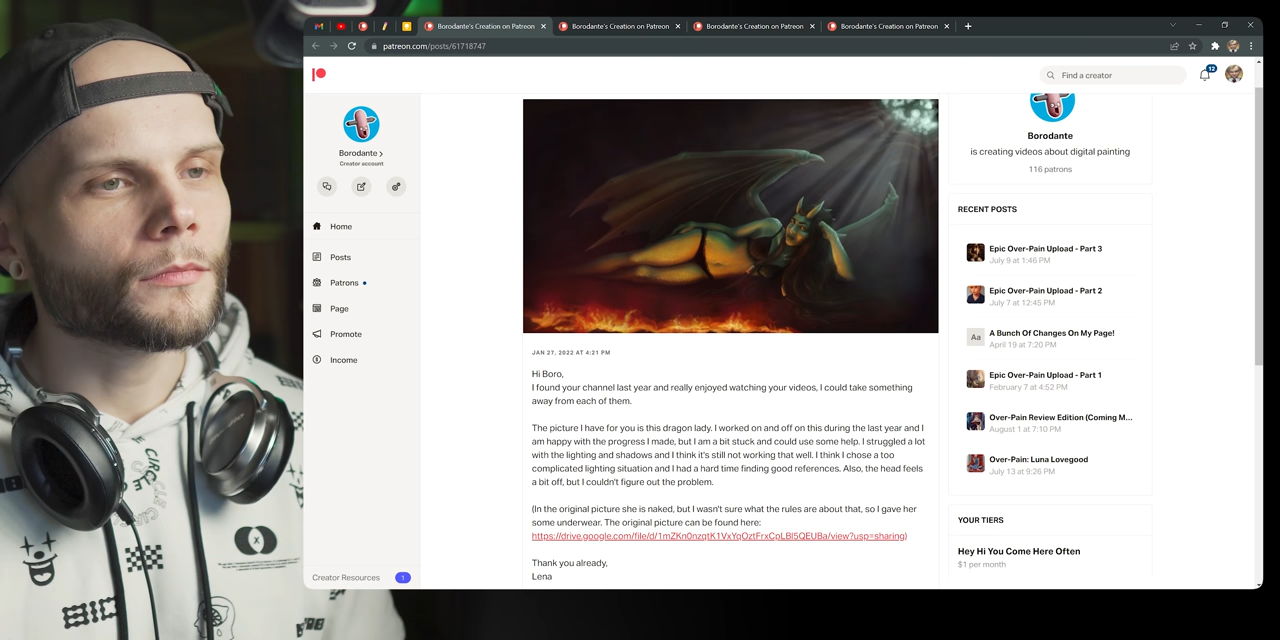 Borodante's Creation on Patreon
Borodante's Creation on Patreon
Borodante's Creation on Patreon
Borodante's Creation on Patreon
patreon.com/posts/61718747
Find a creator
12
Borodante
Creator account
Home
Posts
Patrons
Page
Promote
Income
Creator Resources 1
JAN 27, 2022 AT 4:21 PM
Hi Boro,
I found your channel last year and really enjoyed watching your videos, I could take something
away from each of them.
The picture I have for you is this dragon lady. I worked on and off on this during the last year and I
am happy with the progress I made, but I am a bit stuck and could use some help. I struggled a lot
with the lighting and shadows and I think it's still not working that well. I think I chose a too
complicated lighting situation and I had a hard time finding good references. Also, the head feels
a bit off, but I couldn't figure out the problem.
(In the original picture she is naked, but I wasn't sure what the rules are about that, so I gave her
some underwear. The original picture can be found here:
https://drive.google.com/file/d/1mZKn0nzqtK1VxYqOztFrxCpLBl5QEUBa/view?usp=sharing)
Thank you already,
Lena
Borodante
is creating videos about digital painting
116 patrons
RECENT POSTS
Epic Over-Pain Upload - Part 3
July 9 at 1:46 PM
Epic Over-Pain Upload - Part 2
July 7 at 12:45 PM
Aa
A Bunch Of Changes On My Page!
April 19 at 7:20 PM
Epic Over-Pain Upload - Part 1
February 7 at 4:52 PM
Over-Pain Review Edition (Coming M...
August 1 at 7:10 PM
Over-Pain: Luna Lovegood
July 13 at 9:26 PM
YOUR TIERS
Hey Hi You Come Here Often
$1 per month
CIRCLE